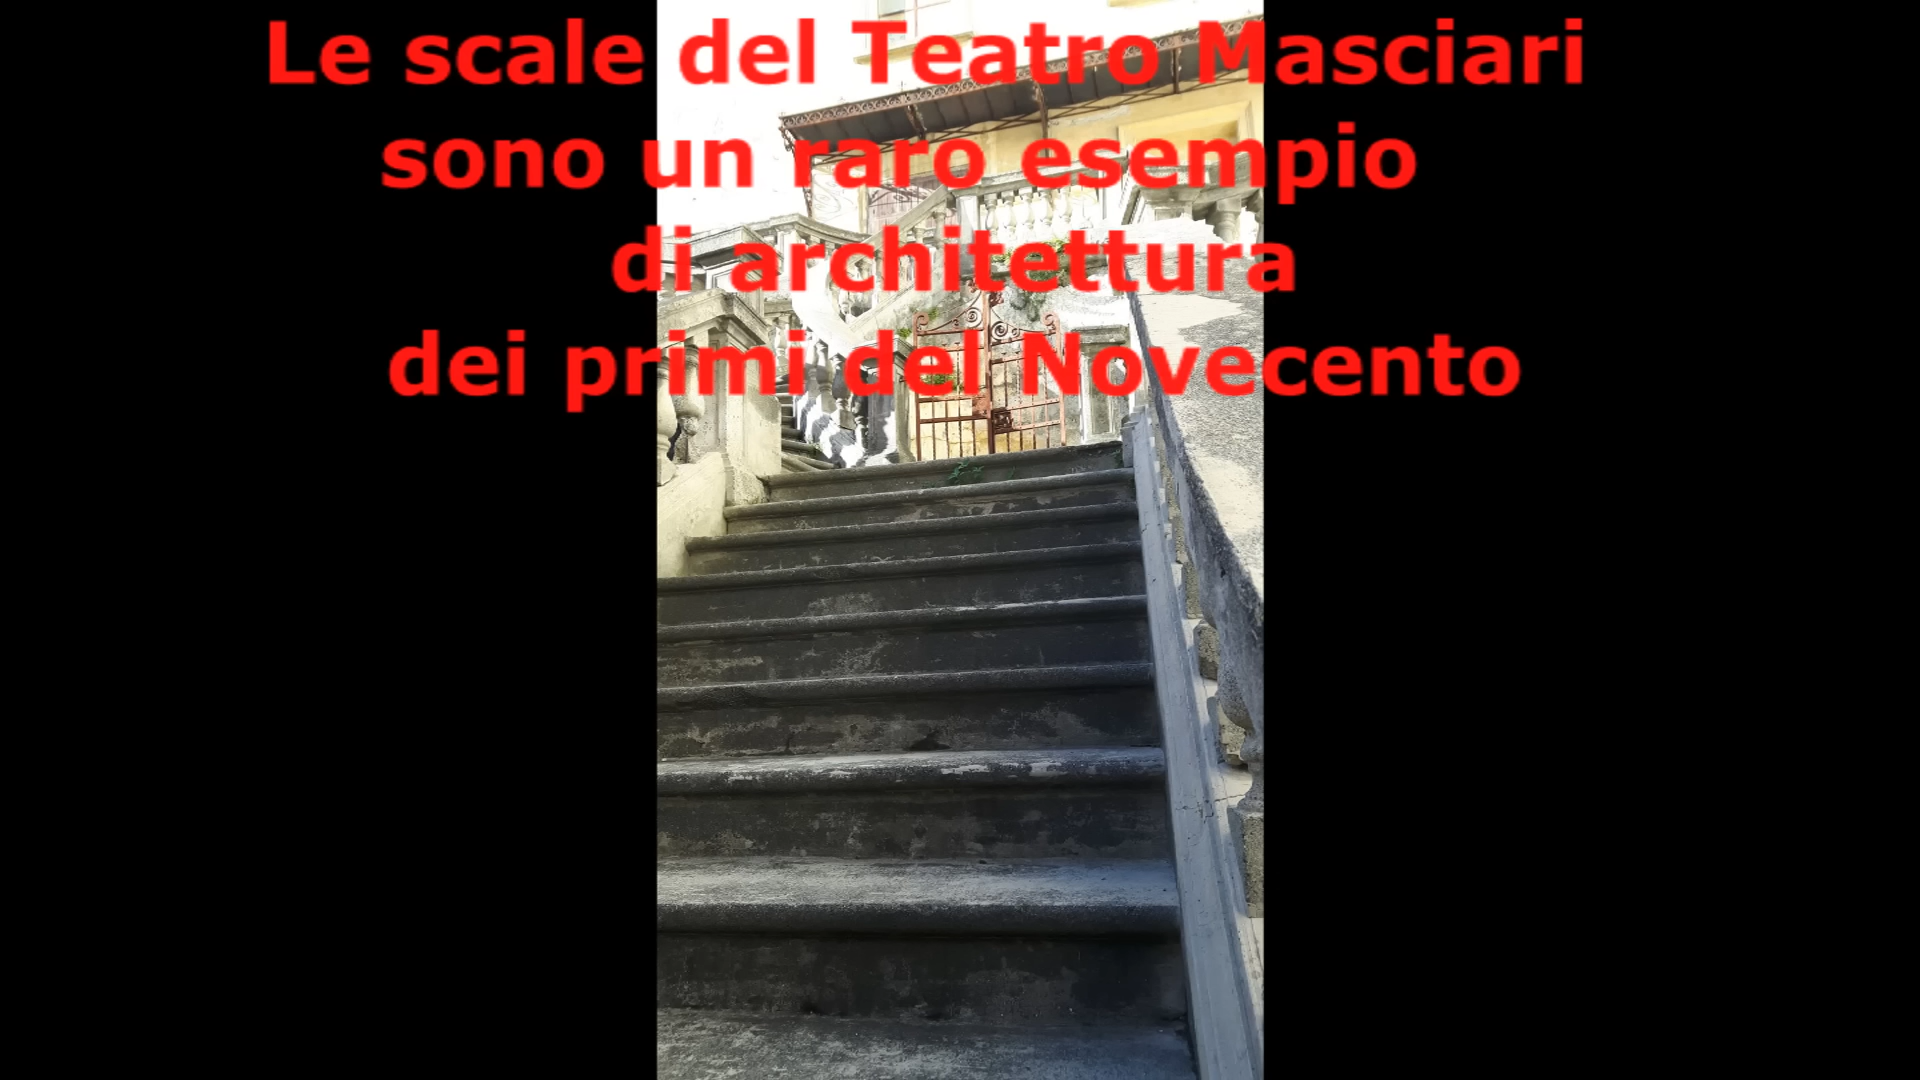 Le scale del Teatro Masciari
sono un raro esempio
di architettura
dei primi del Novecento